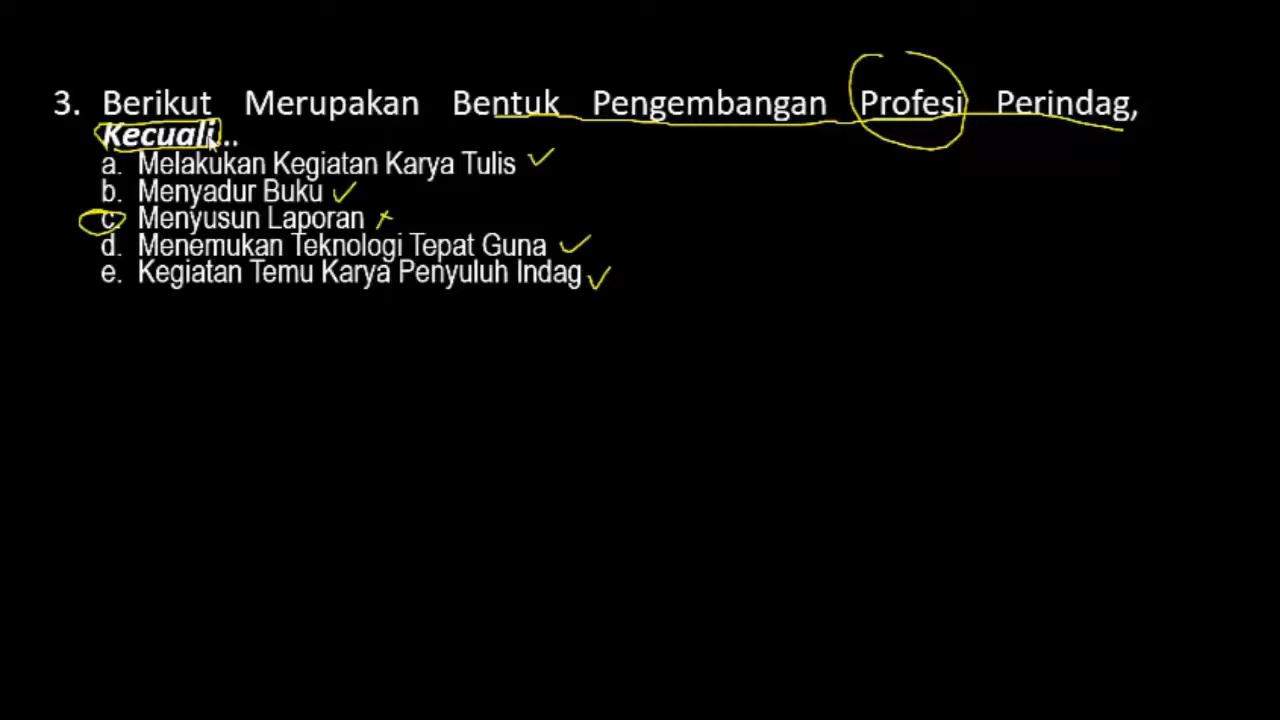 3. Berikut Merupakan Bentuk Pengembangan Profesi Perindag,
Kecuali...
a. Melakukan Kegiatan Karya Tulis
b. Menyadur Buku
c. Menyusun Laporan
d. Menemukan Teknologi Tepat Guna
e. Kegiatan Temu Karya Penyuluh Indag